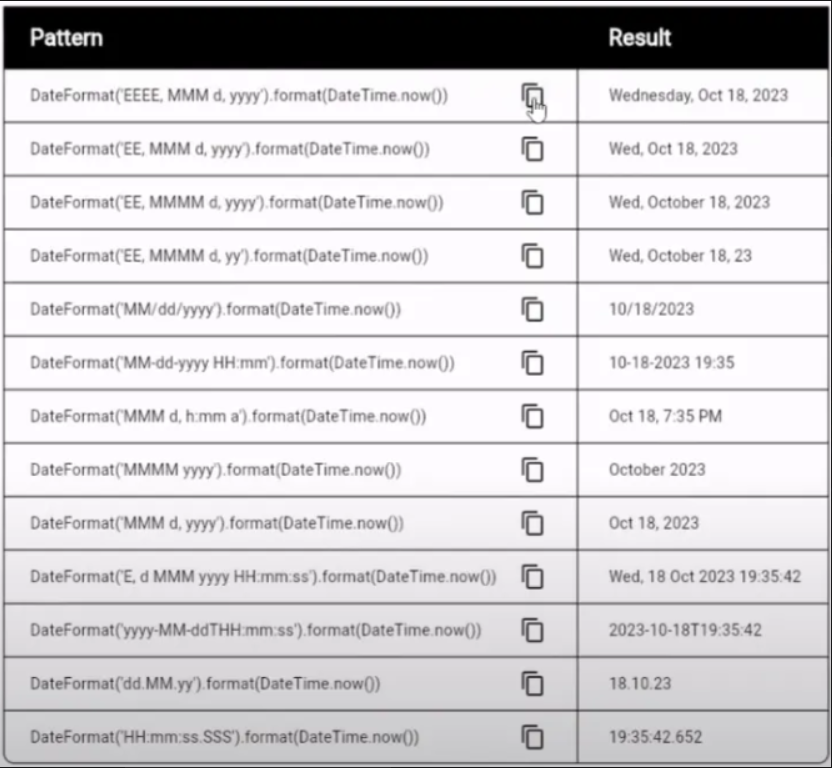 Pattern Result
DateFormat('EEEE, MMM d, yyyy').format(DateTime.now()) Wednesday, Oct 18, 2023
DateFormat('EE, MMM d, yyyy').format(DateTime.now()) Wed, Oct 18, 2023
DateFormat('EE, MMMM d, yyyy').format(DateTime.now()) Wed, October 18, 2023
DateFormat('EE, MMMM d, yy').format(DateTime.now()) Wed, October 18, 23
DateFormat('MM/dd/yyyy').format(DateTime.now()) 10/18/2023
DateFormat('MM-dd-yyyy HH:mm').format(DateTime.now()) 10-18-2023 19:35
DateFormat('MMM d, h:mm a').format(DateTime.now()) Oct 18, 7:35 PM
DateFormat('MMMM yyyy').format(DateTime.now()) October 2023
DateFormat('MMM d, yyyy').format(DateTime.now()) Oct 18, 2023
DateFormat('E, d MMM yyyy HH:mm:ss').format(DateTime.now()) Wed, 18 Oct 2023 19:35:42
DateFormat('yyyy-MM-ddTHH:mm:ss').format(DateTime.now()) 2023-10-18T19:35:42
DateFormat('dd.MM.yy').format(DateTime.now()) 18.10.23
DateFormat('HH:mm:ss.SSS').format(DateTime.now()) 19:35:42.652